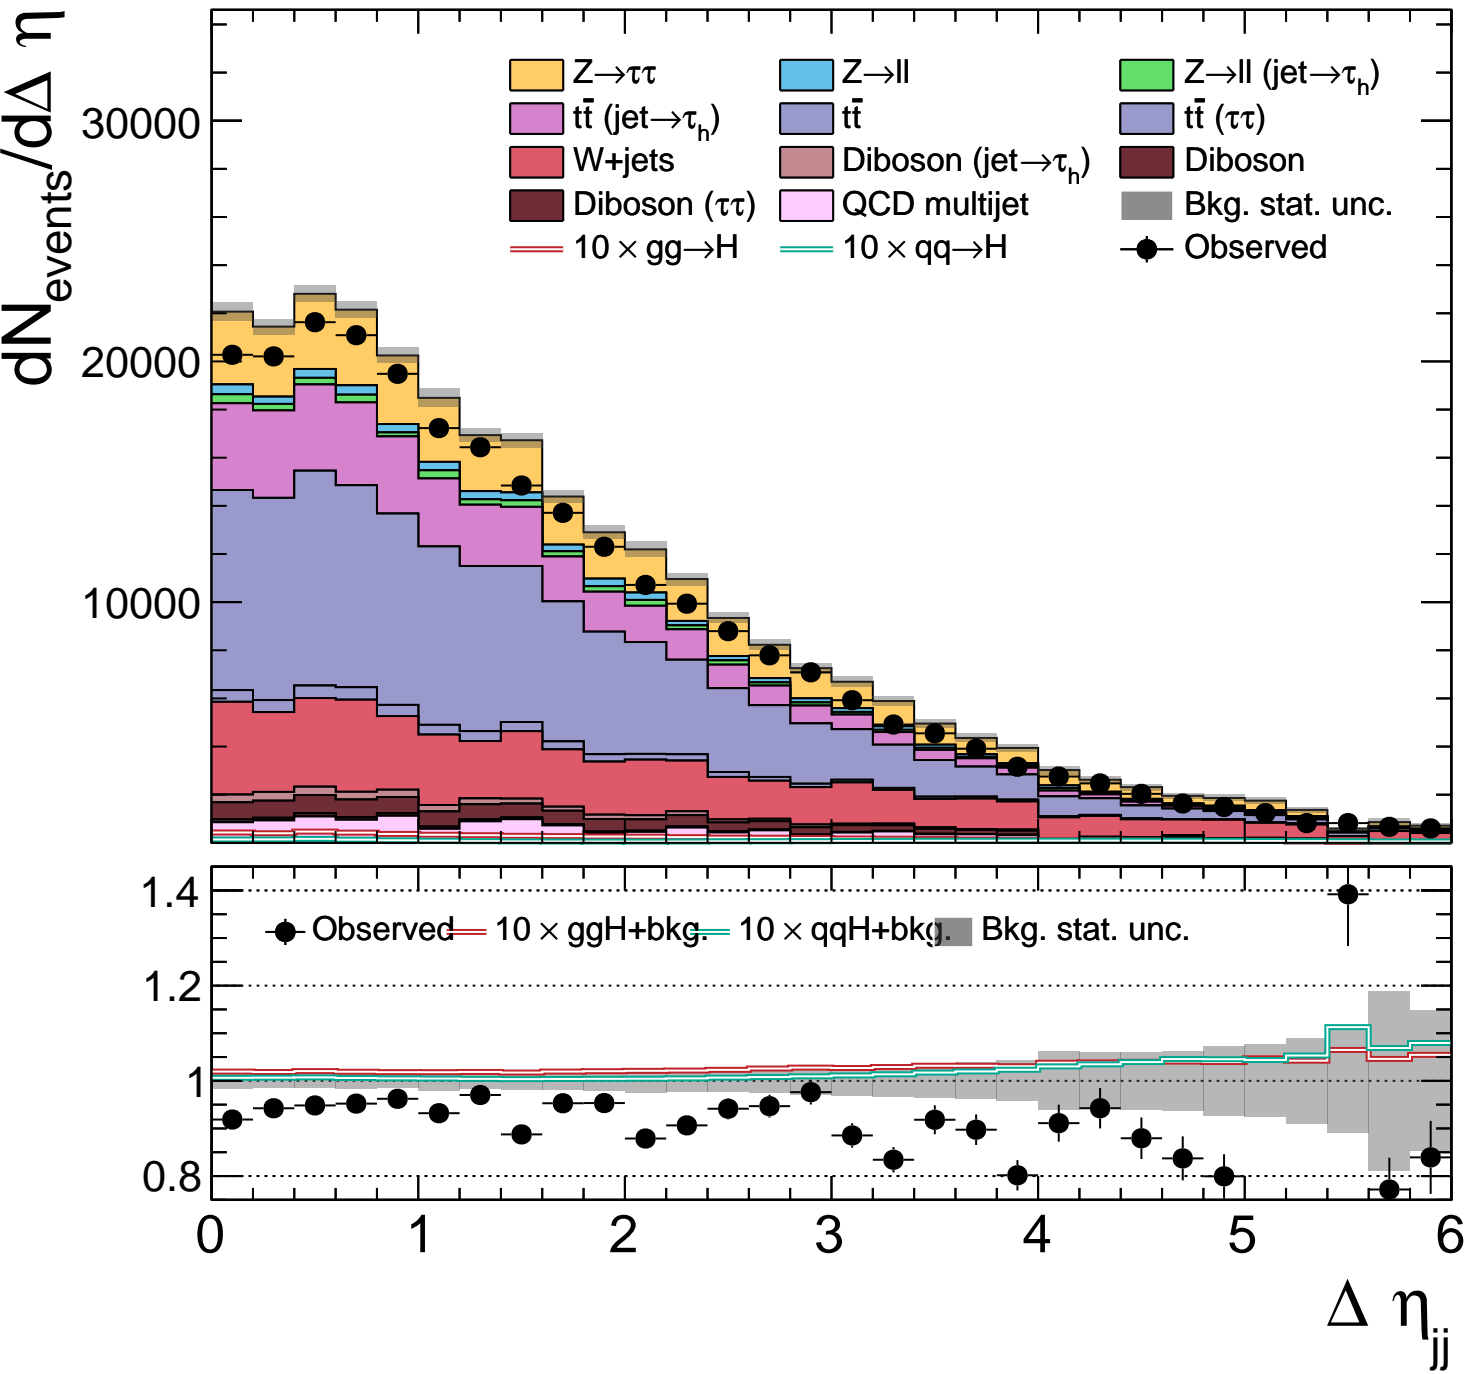 dN_events/dΔ η
30000
20000
10000
Z→ττ Z→ll Z→ll (jet→τ_h)
tt̄ (jet→τ_h) tt̄ tt̄ (ττ)
W+jets Diboson (jet→τ_h) Diboson
Diboson (ττ) QCD multijet Bkg. stat. unc.
10 × gg→H 10 × qq→H Observed
1.4
Observed 10 × ggH+bkg. 10 × qqH+bkg. Bkg. stat. unc.
1.2
1
0.8
0 1 2 3 4 5 6
Δ η_jj